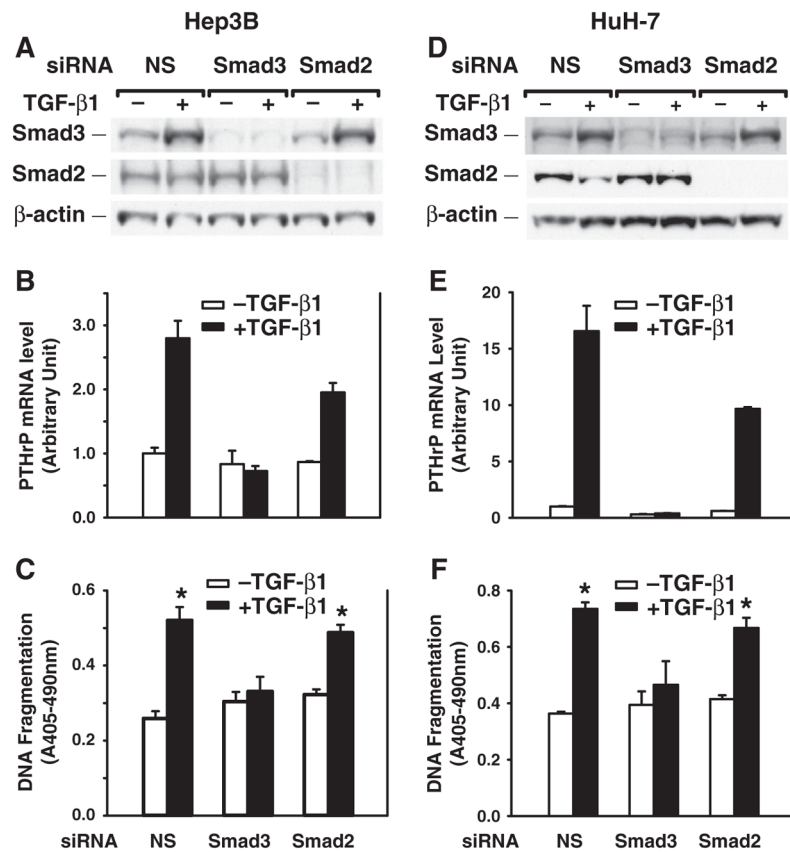 Hep3B
HuH-7
A
siRNA NS Smad3 Smad2
TGF-β1 – + – + – +
Smad3
Smad2
β-actin
D
siRNA NS Smad3 Smad2
TGF-β1 – + – + – +
Smad3
Smad2
β-actin
B
PTHrP mRNA level
(Arbitrary Unit)
3.0
2.0
1.0
0.0
–TGF-β1
+TGF-β1
E
PTHrP mRNA Level
(Arbitrary Unit)
20
15
10
5
0
–TGF-β1
+TGF-β1
C
DNA Fragmentation
(A405-490nm)
0.6
0.4
0.2
0.0
–TGF-β1
+TGF-β1
*
*
siRNA NS Smad3 Smad2
F
DNA Fragmentation
(A405-490nm)
0.8
0.6
0.4
0.2
0.0
–TGF-β1
+TGF-β1
*
*
siRNA NS Smad3 Smad2